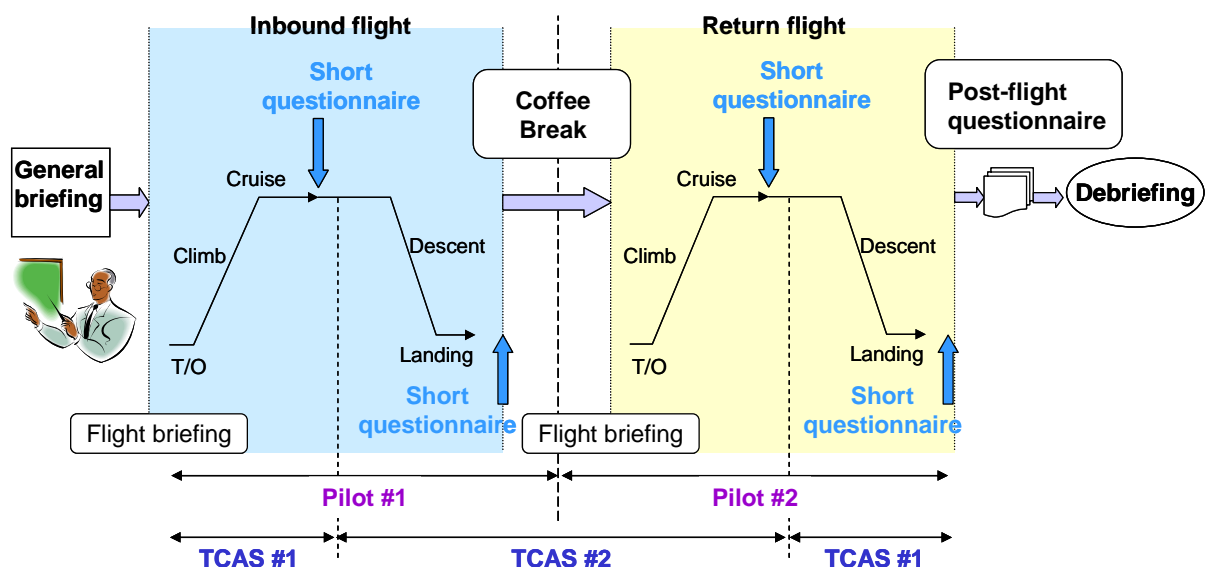 Inbound flight
Return flight
Short
questionnaire
Short
questionnaire
Coffee
Break
Post-flight
questionnaire
General
briefing
Cruise
Cruise
Debriefing
Climb
Descent
Climb
Descent
T/O
Landing
T/O
Landing
Short
questionnaire
Short
questionnaire
Flight briefing
Flight briefing
Pilot #1
Pilot #2
TCAS #1
TCAS #2
TCAS #1